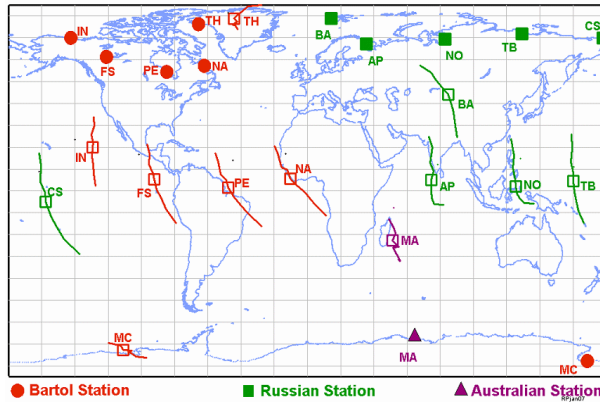 TH
TH
CS
IN
BA
NO
TB
AP
FS
PE
NA
BA
IN
NA
CS
FS
PE
AP
NO
TB
MA
MC
MA
MC
Bartol Station
Russian Station
Australian Station
RPjan07